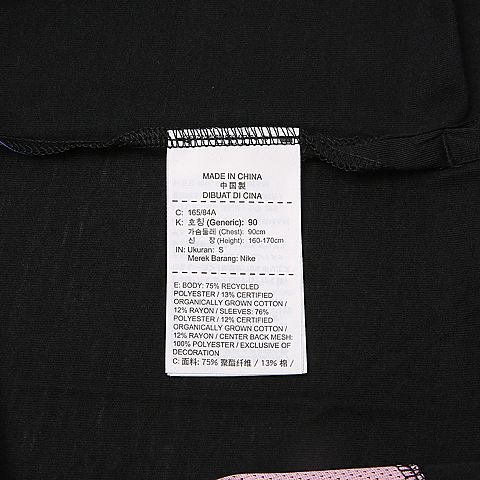 MADE IN CHINA
中国製
DIBUAT DI CINA
C: 165/84A
K: 호칭 (Generic): 90
가슴둘레 (Chest): 90cm
신 장 (Height): 160-170cm
IN: Ukuran: S
Merek Barang: Nike
E: BODY: 75% RECYCLED
POLYESTER / 13% CERTIFIED
ORGANICALLY GROWN COTTON /
12% RAYON / SLEEVES: 76%
POLYESTER / 12% CERTIFIED
ORGANICALLY GROWN COTTON /
12% RAYON / CENTER BACK MESH:
100% POLYESTER / EXCLUSIVE OF
DECORATION
C: 面料: 75% 聚酯纤维 / 13% 棉 /